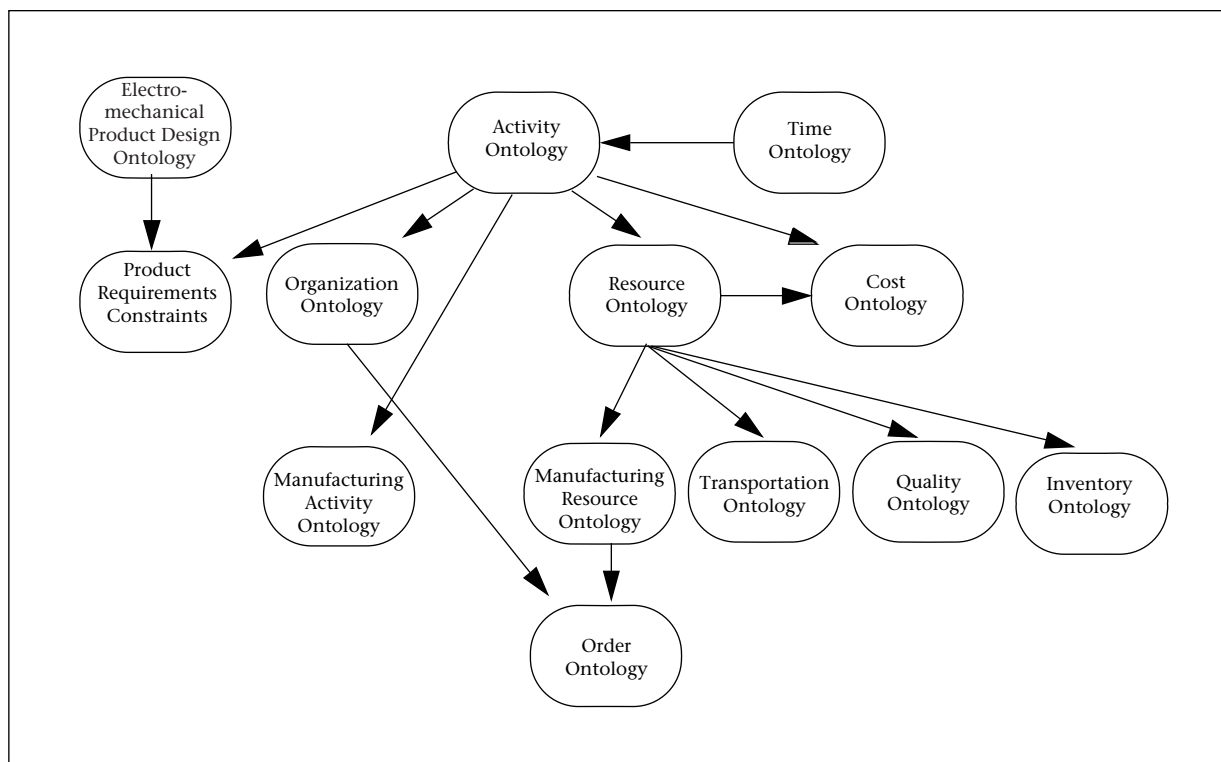 Electro-
mechanical
Product Design
Ontology
Activity
Ontology
Time
Ontology
Product
Requirements
Constraints
Organization
Ontology
Resource
Ontology
Cost
Ontology
Manufacturing
Activity
Ontology
Manufacturing
Resource
Ontology
Transportation
Ontology
Quality
Ontology
Inventory
Ontology
Order
Ontology